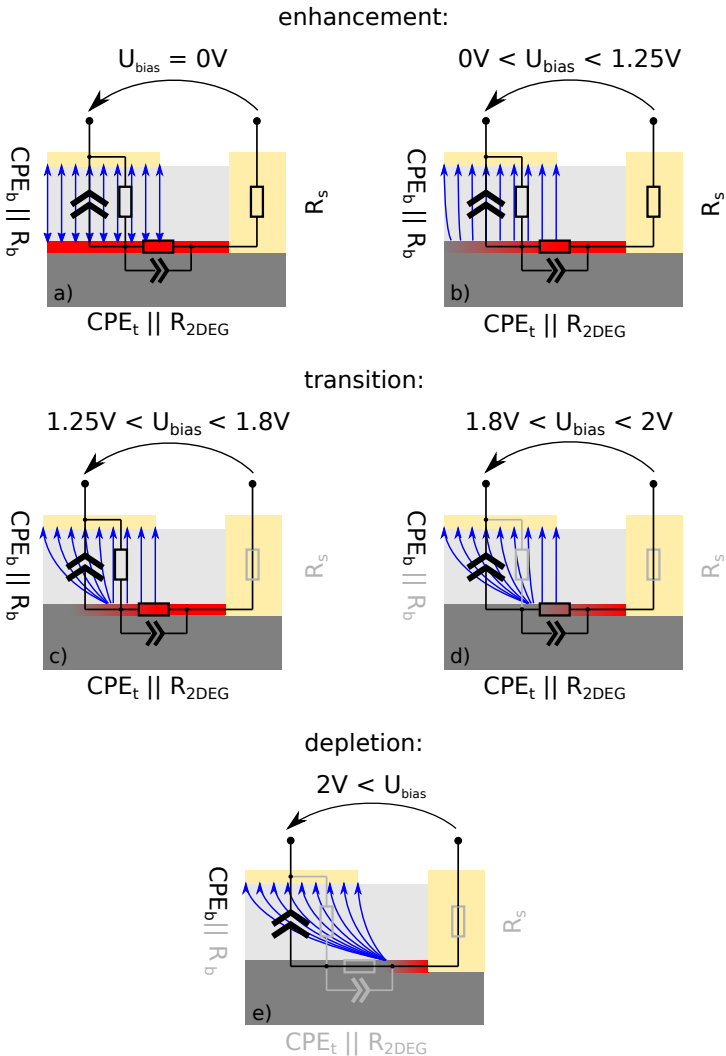 enhancement:
U_bias = 0V
0V < U_bias < 1.25V
CPE_b || R_b
R_s
CPE_b || R_b
R_s
a)
b)
CPE_t || R_2DEG
CPE_t || R_2DEG
transition:
1.25V < U_bias < 1.8V
1.8V < U_bias < 2V
CPE_b || R_b
R_s
CPE_b || R_b
R_s
c)
d)
CPE_t || R_2DEG
CPE_t || R_2DEG
depletion:
2V < U_bias
CPE_b || R_b
R_s
e)
CPE_t || R_2DEG